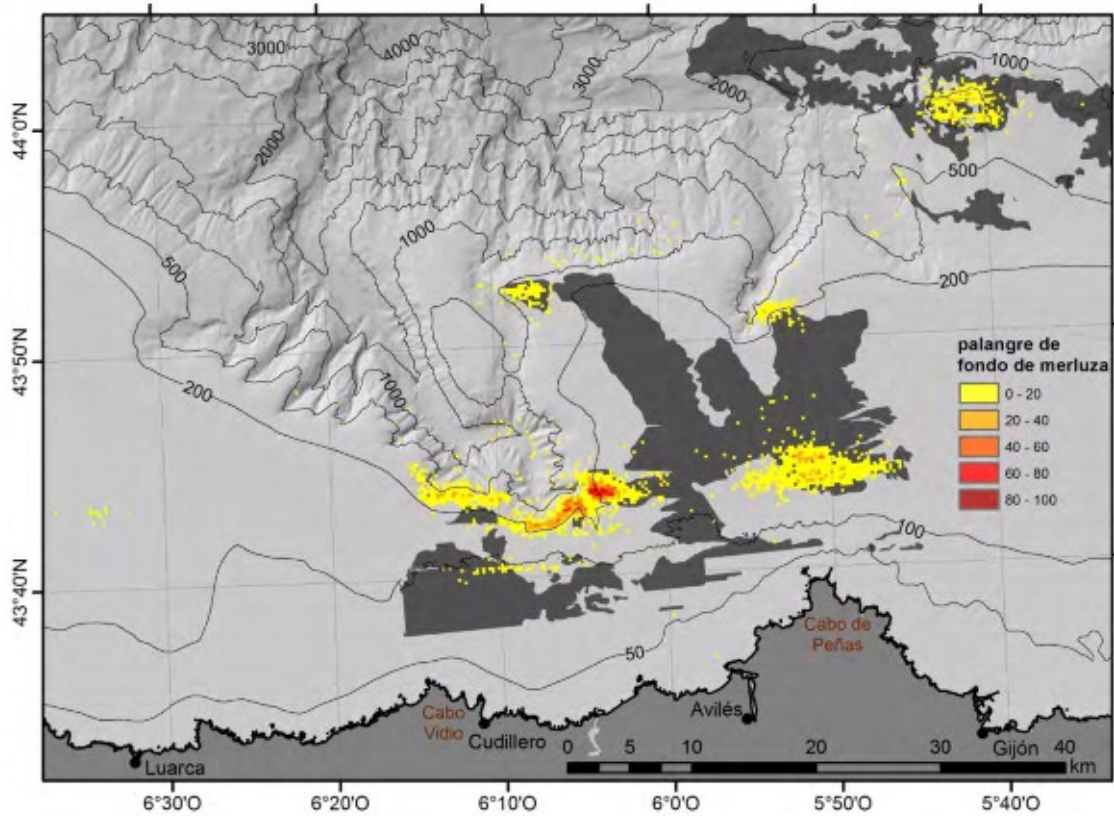 3000
4000
3000
2000
1000
2000
500
1000
500
200
200
1000
100
50
44°0'N
43°50'N
43°40'N
palangre de
fondo de merluza
0 - 20
20 - 40
40 - 60
60 - 80
80 - 100
Cabo de
Peñas
Cabo
Vidio
Cudillero
Avilés
Gijón
Luarca
0 5 10 20 30 40
km
6°30'O 6°20'O 6°10'O 6°0'O 5°50'O 5°40'O